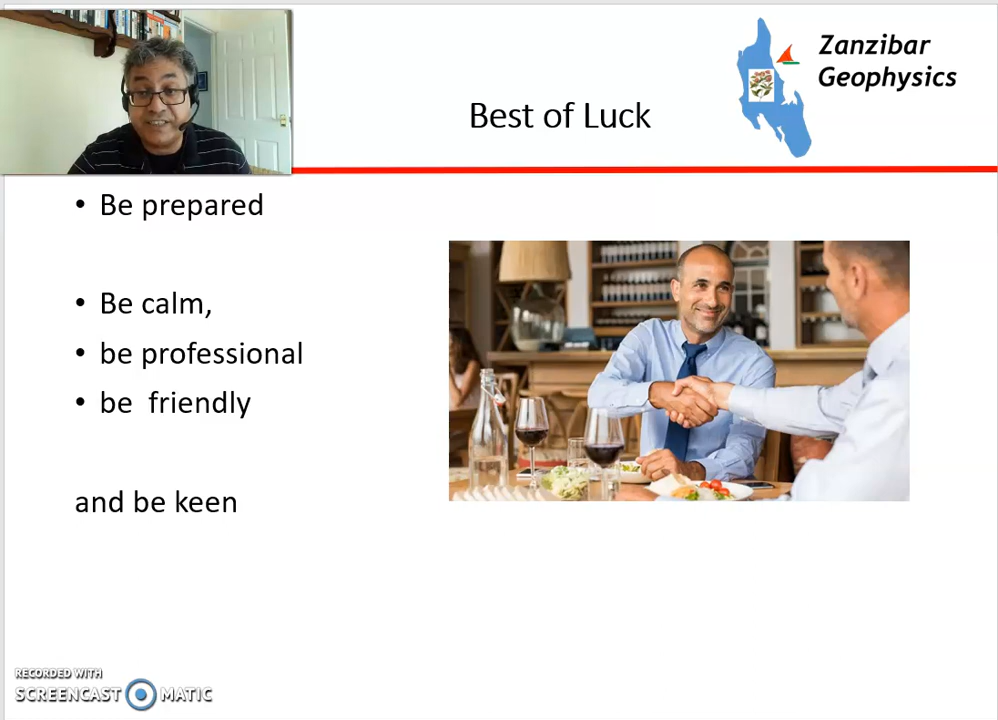 Zanzibar
Geophysics
Best of Luck
• Be prepared
• Be calm,
• be professional
• be friendly
and be keen
RECORDED WITH
SCREENCAST MATIC